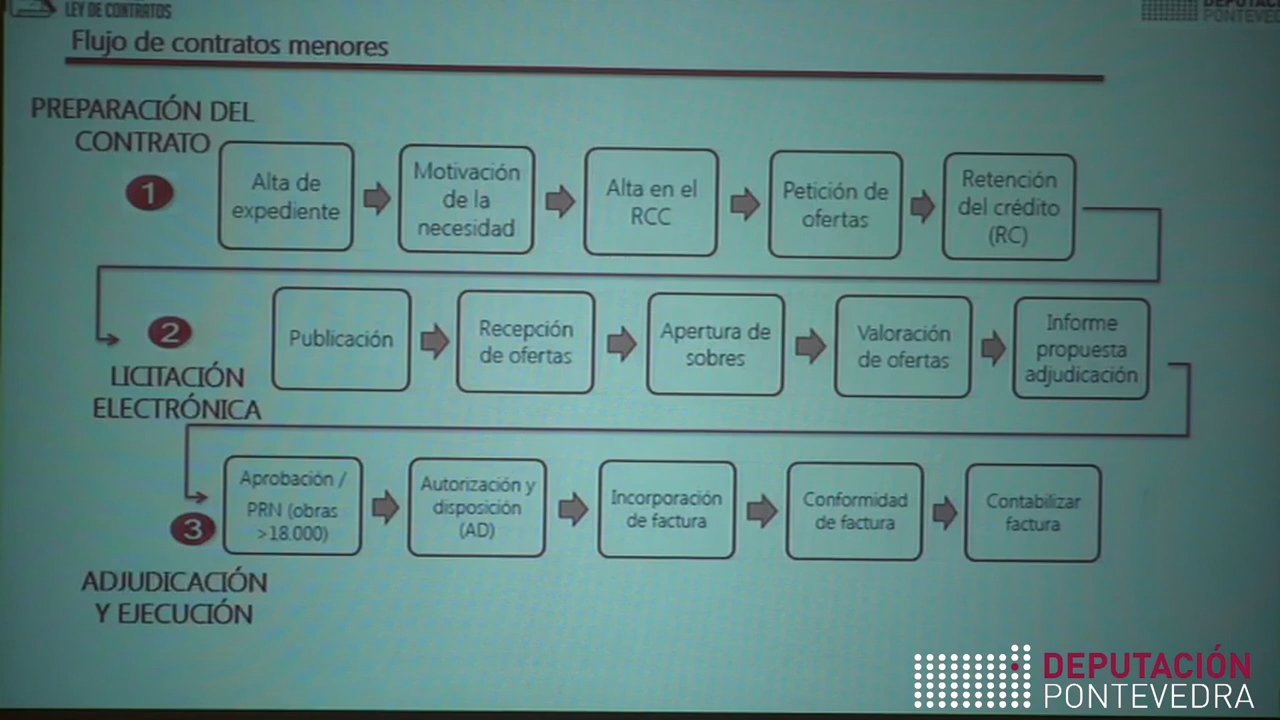 LEY DE CONTRATOS
DEPUTACI
PONTEVED
Flujo de contratos menores
PREPARACIÓN DEL
CONTRATO
1
Alta de
expediente
Motivación
de la
necesidad
Alta en el
RCC
Petición de
ofertas
Retención
del crédito
(RC)
2
LICITACIÓN
ELECTRÓNICA
Publicación
Recepción
de ofertas
Apertura de
sobres
Valoración
de ofertas
Informe
propuesta
adjudicación
3
ADJUDICACIÓN
Y EJECUCIÓN
Aprobación /
PRN (obras
>18.000)
Autorización y
disposición
(AD)
Incorporación
de factura
Conformidad
de factura
Contabilizar
factura
DEPUTACIÓN
PONTEVEDRA